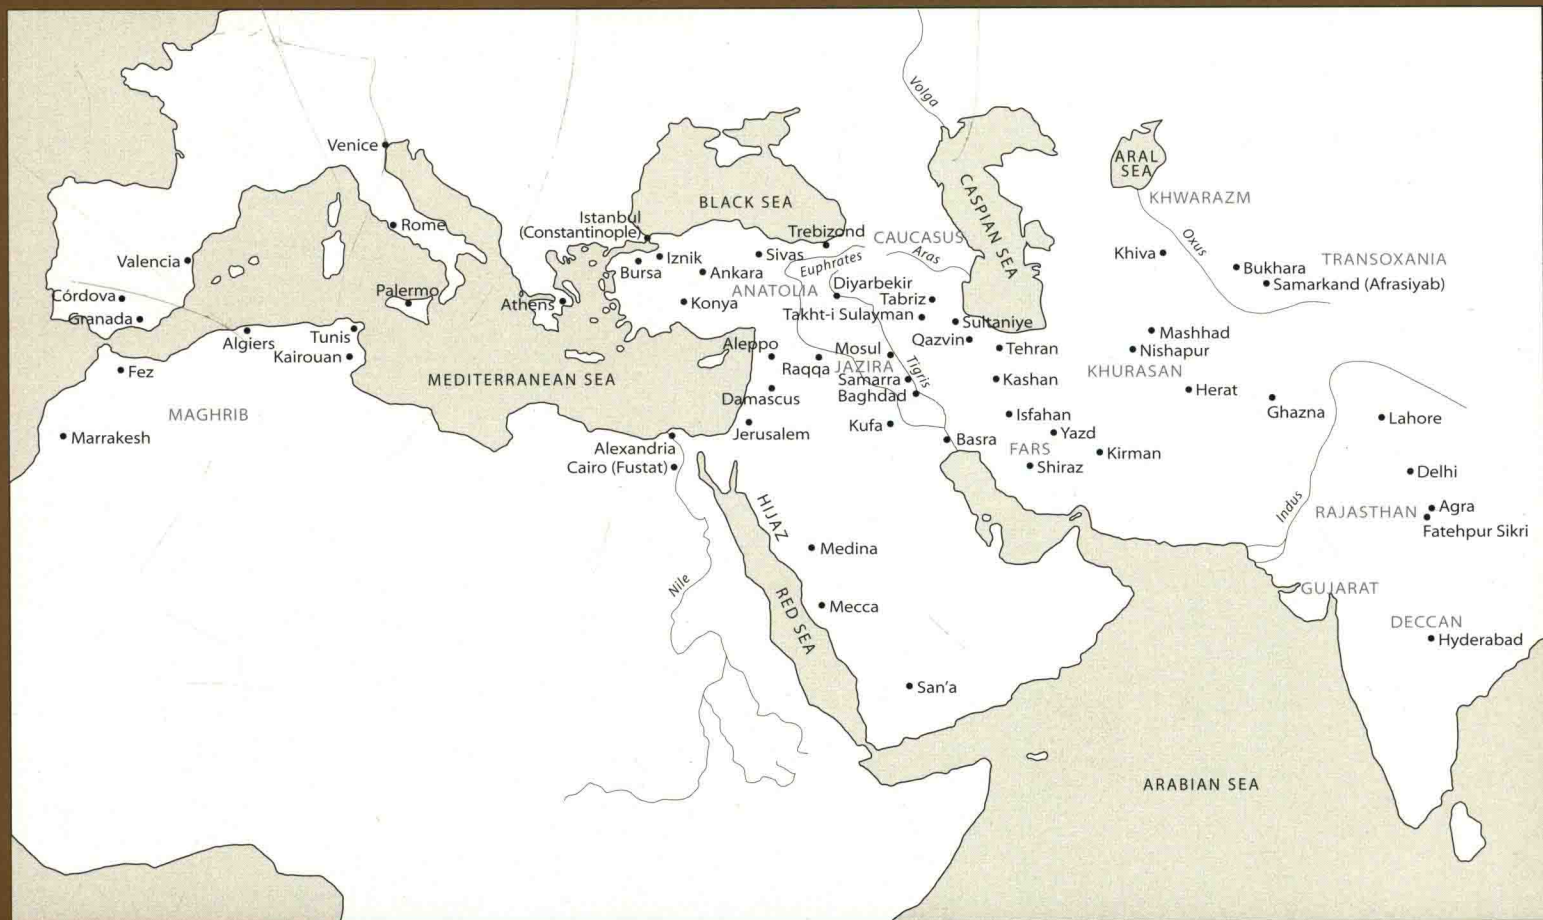 Volga
Venice
ARAL
SEA
CASPIAN SEA
KHWARAZM
BLACK SEA
Istanbul
(Constantinople)
Rome
Trebizond
CAUCASUS
Oxus
Valencia
Iznik
Sivas
Aras
Khiva
TRANSOXANIA
Bursa
Ankara
Euphrates
Bukhara
Samarkand (Afrasiyab)
Córdova
Palermo
Athens
Konya
ANATOLIA
Diyarbekir
Tabriz
Granada
Takht-i Sulayman
Sultaniye
Algiers
Tunis
Kairouan
Aleppo
Mosul
Qazvin
Tehran
Mashhad
Nishapur
Fez
Raqqa
JAZIRA
Tigris
KHURASAN
MEDITERRANEAN SEA
Samarra
Kashan
Herat
Damascus
Baghdad
Ghazna
MAGHRIB
Isfahan
Lahore
Marrakesh
Jerusalem
Kufa
Basra
Yazd
Alexandria
FARS
Kirman
Cairo (Fustat)
Shiraz
Delhi
HIJAZ
Indus
RAJASTHAN
Agra
Fatehpur Sikri
Medina
Nile
GUJARAT
RED SEA
Mecca
DECCAN
Hyderabad
San'a
ARABIAN SEA